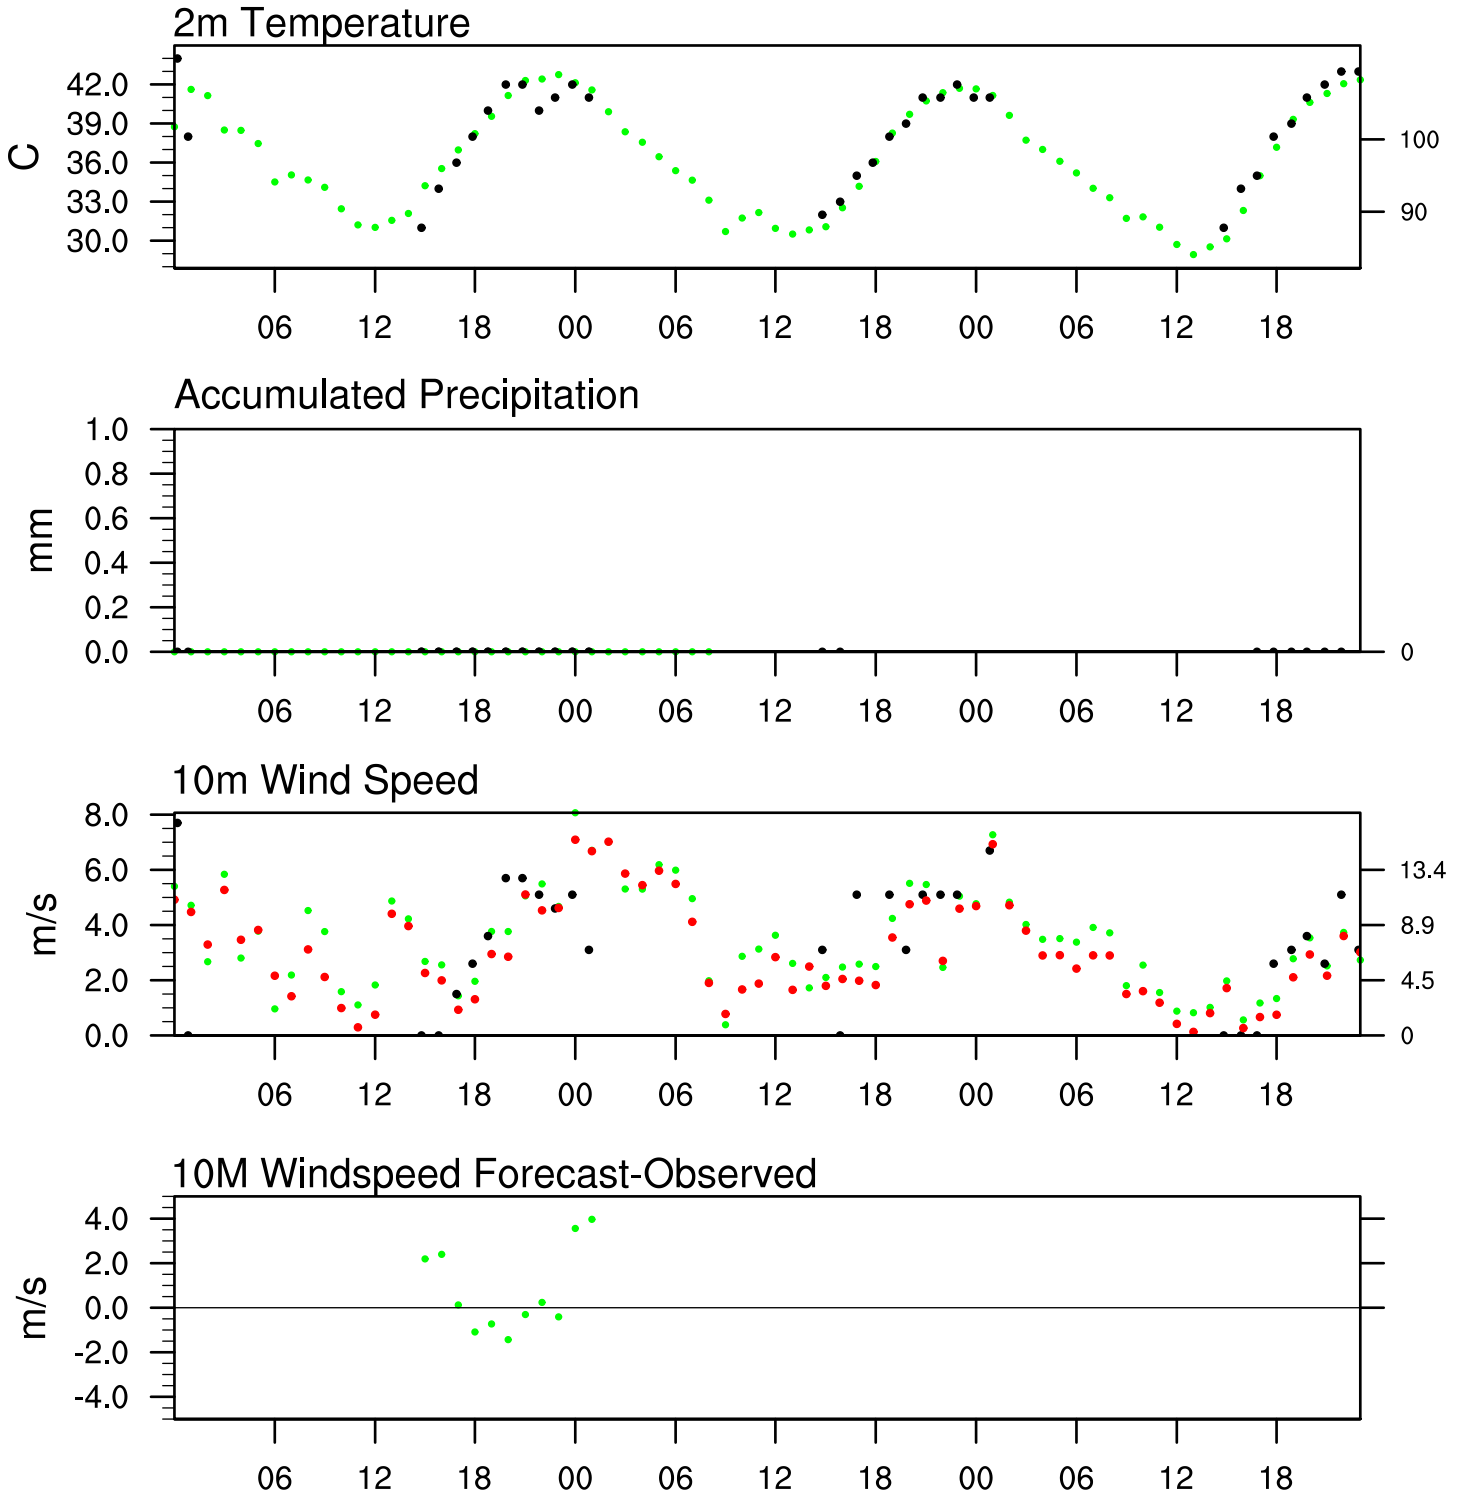 2m Temperature
C
42.0
39.0
36.0
33.0
30.0
100
90
06 12 18 00 06 12 18 00 06 12 18
Accumulated Precipitation
mm
1.0
0.8
0.6
0.4
0.2
0.0
0
06 12 18 00 06 12 18 00 06 12 18
10m Wind Speed
m/s
8.0
6.0
4.0
2.0
0.0
13.4
8.9
4.5
0
06 12 18 00 06 12 18 00 06 12 18
10M Windspeed Forecast-Observed
m/s
4.0
2.0
0.0
-2.0
-4.0
06 12 18 00 06 12 18 00 06 12 18